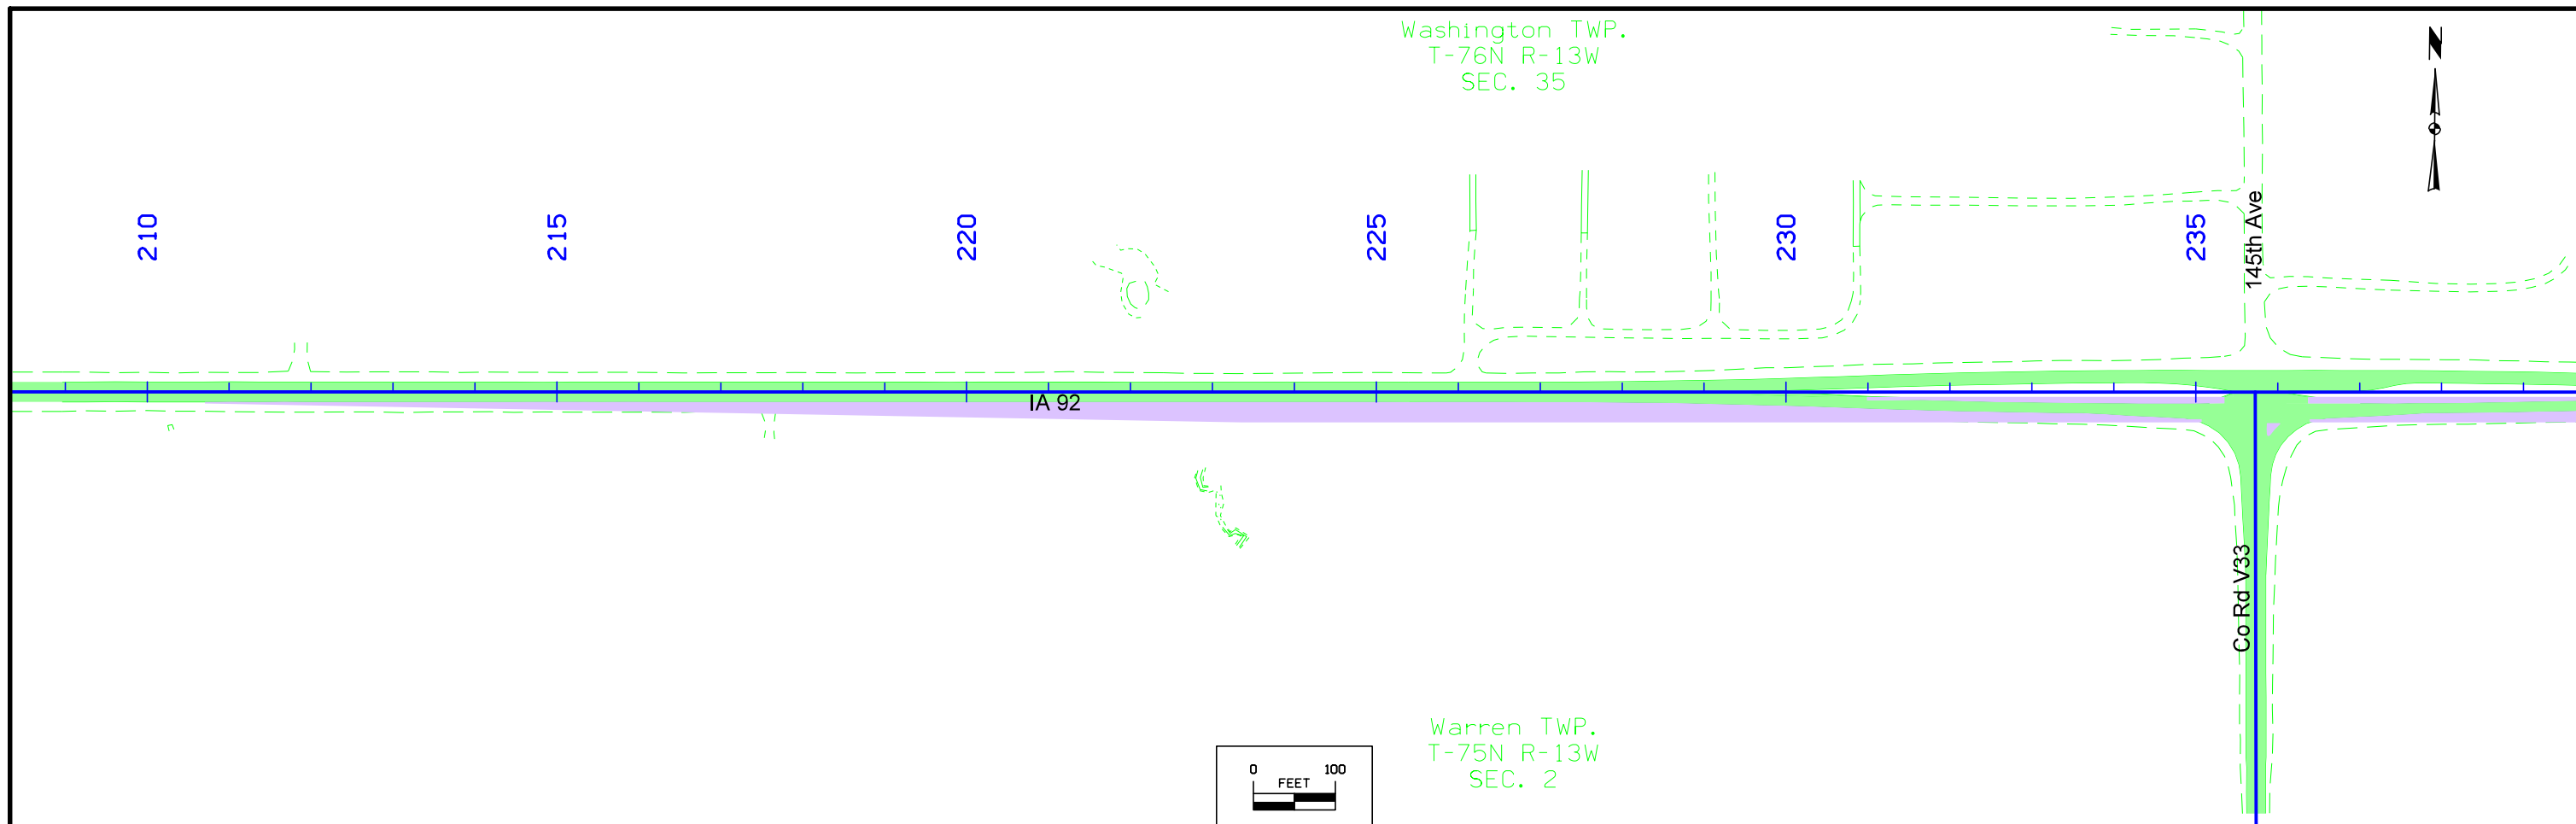 Washington TWP.
T-76N R-13W
SEC. 35
N
210
215
220
225
230
235
145th Ave
IA 92
Co Rd V33
Warren TWP.
T-75N R-13W
SEC. 2
0 100
FEET